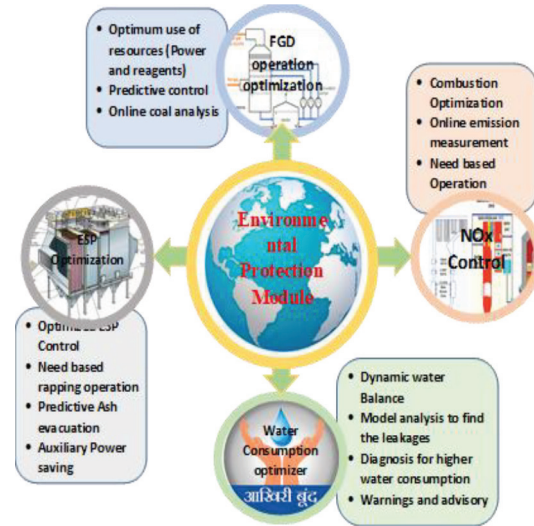 Optimum use of
resources (Power
and reagents)
Predictive control
Online coal analysis
FGD
operation
optimization
Combustion
Optimization
Online emission
measurement
Need based
Operation
NOx
Control
Environme
ntal
Protection
Module
ESP
Optimization
Optimized ESP
Control
Need based
rapping operation
Predictive Ash
evacuation
Auxiliary Power
saving
Water
Consumption
optimizer
आखिरी बूंद
Dynamic water
Balance
Model analysis to find
the leakages
Diagnosis for higher
water consumption
Warnings and advisory